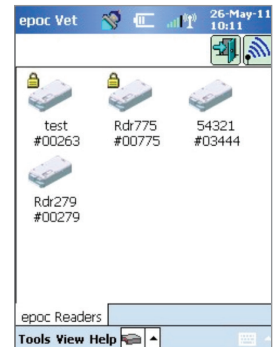 epoc Vet
26-May-11
10:11
test
#00263
Rdr775
#00775
54321
#03444
Rdr279
#00279
epoc Readers
Tools View Help